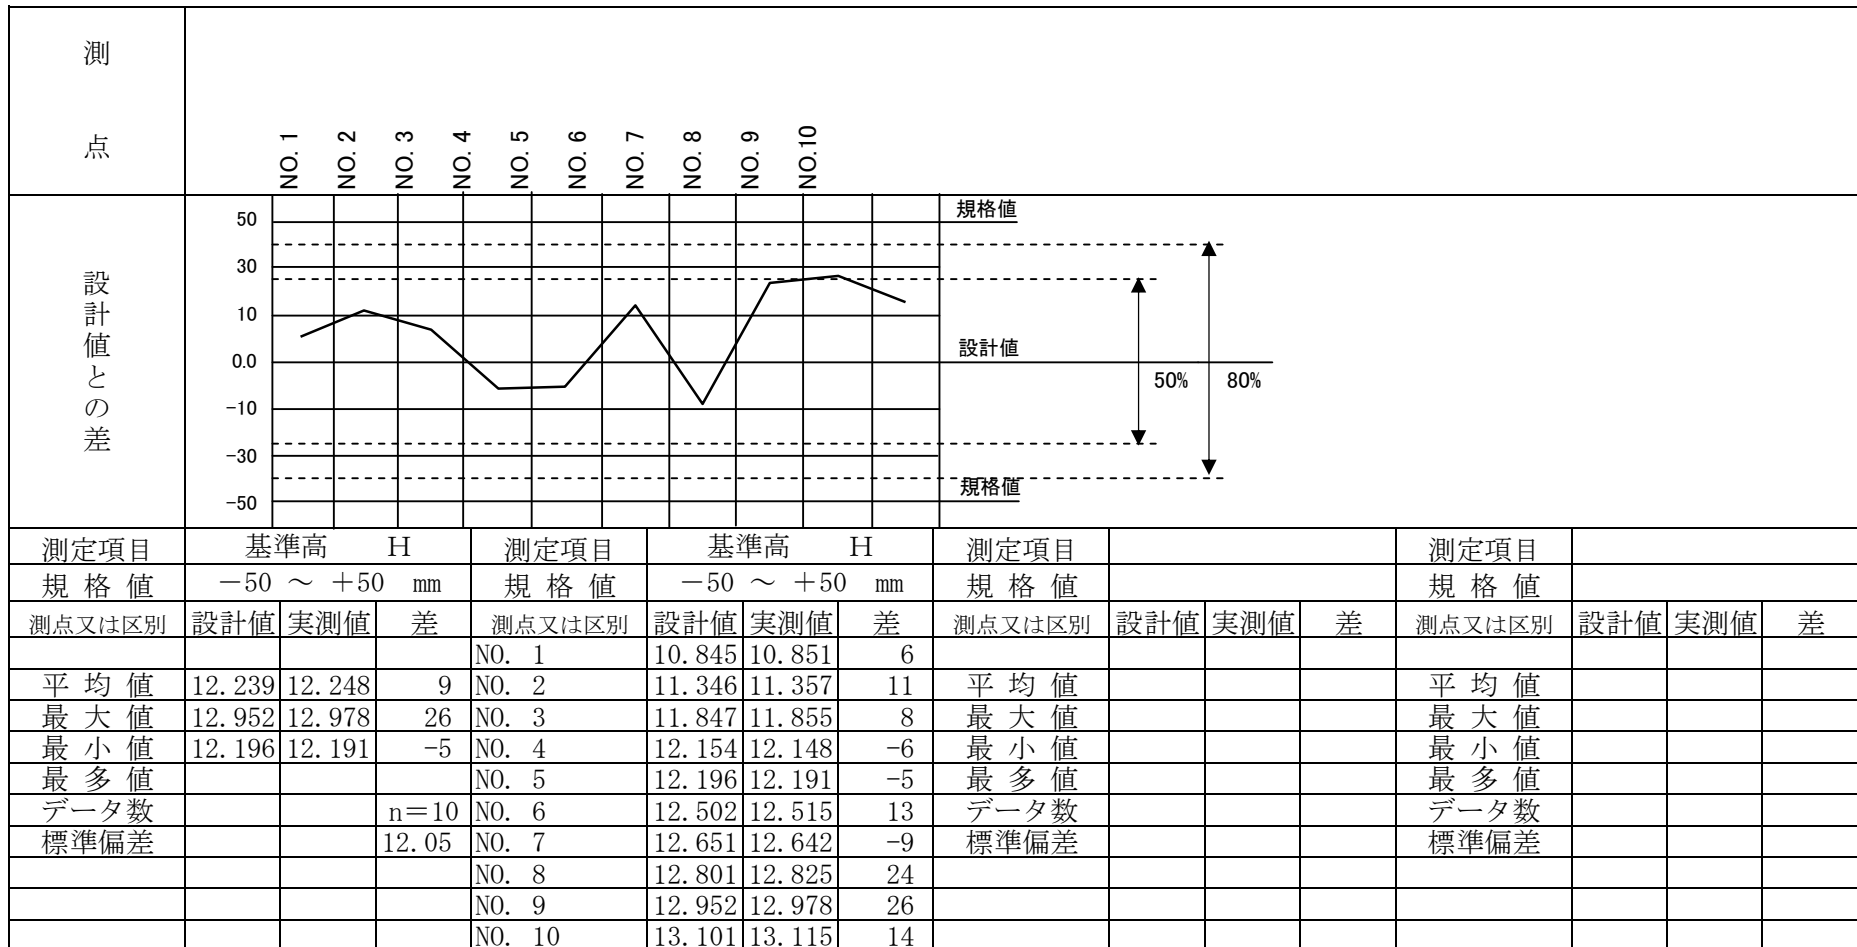 測
点
NO. 1 NO. 2 NO. 3 NO. 4 NO. 5 NO. 6 NO. 7 NO. 8 NO. 9 NO.10
設計値との差
50
30
10
0.0
-10
-30
-50
規格値
設計値
50% 80%
規格値
測定項目 基準高 H 測定項目 基準高 H 測定項目 測定項目
規格値 -50 ~ +50 mm 規格値 -50 ~ +50 mm 規格値 規格値
測点又は区別 設計値 実測値 差 測点又は区別 設計値 実測値 差 測点又は区別 設計値 実測値 差 測点又は区別 設計値 実測値 差
NO. 1 10.845 10.851 6
平均値 12.239 12.248 9 NO. 2 11.346 11.357 11 平均値 平均値
最大値 12.952 12.978 26 NO. 3 11.847 11.855 8 最大値 最大値
最小値 12.196 12.191 -5 NO. 4 12.154 12.148 -6 最小値 最小値
最多値 NO. 5 12.196 12.191 -5 最多値 最多値
データ数 n=10 NO. 6 12.502 12.515 13 データ数 データ数
標準偏差 12.05 NO. 7 12.651 12.642 -9 標準偏差 標準偏差
NO. 8 12.801 12.825 24
NO. 9 12.952 12.978 26
NO. 10 13.101 13.115 14